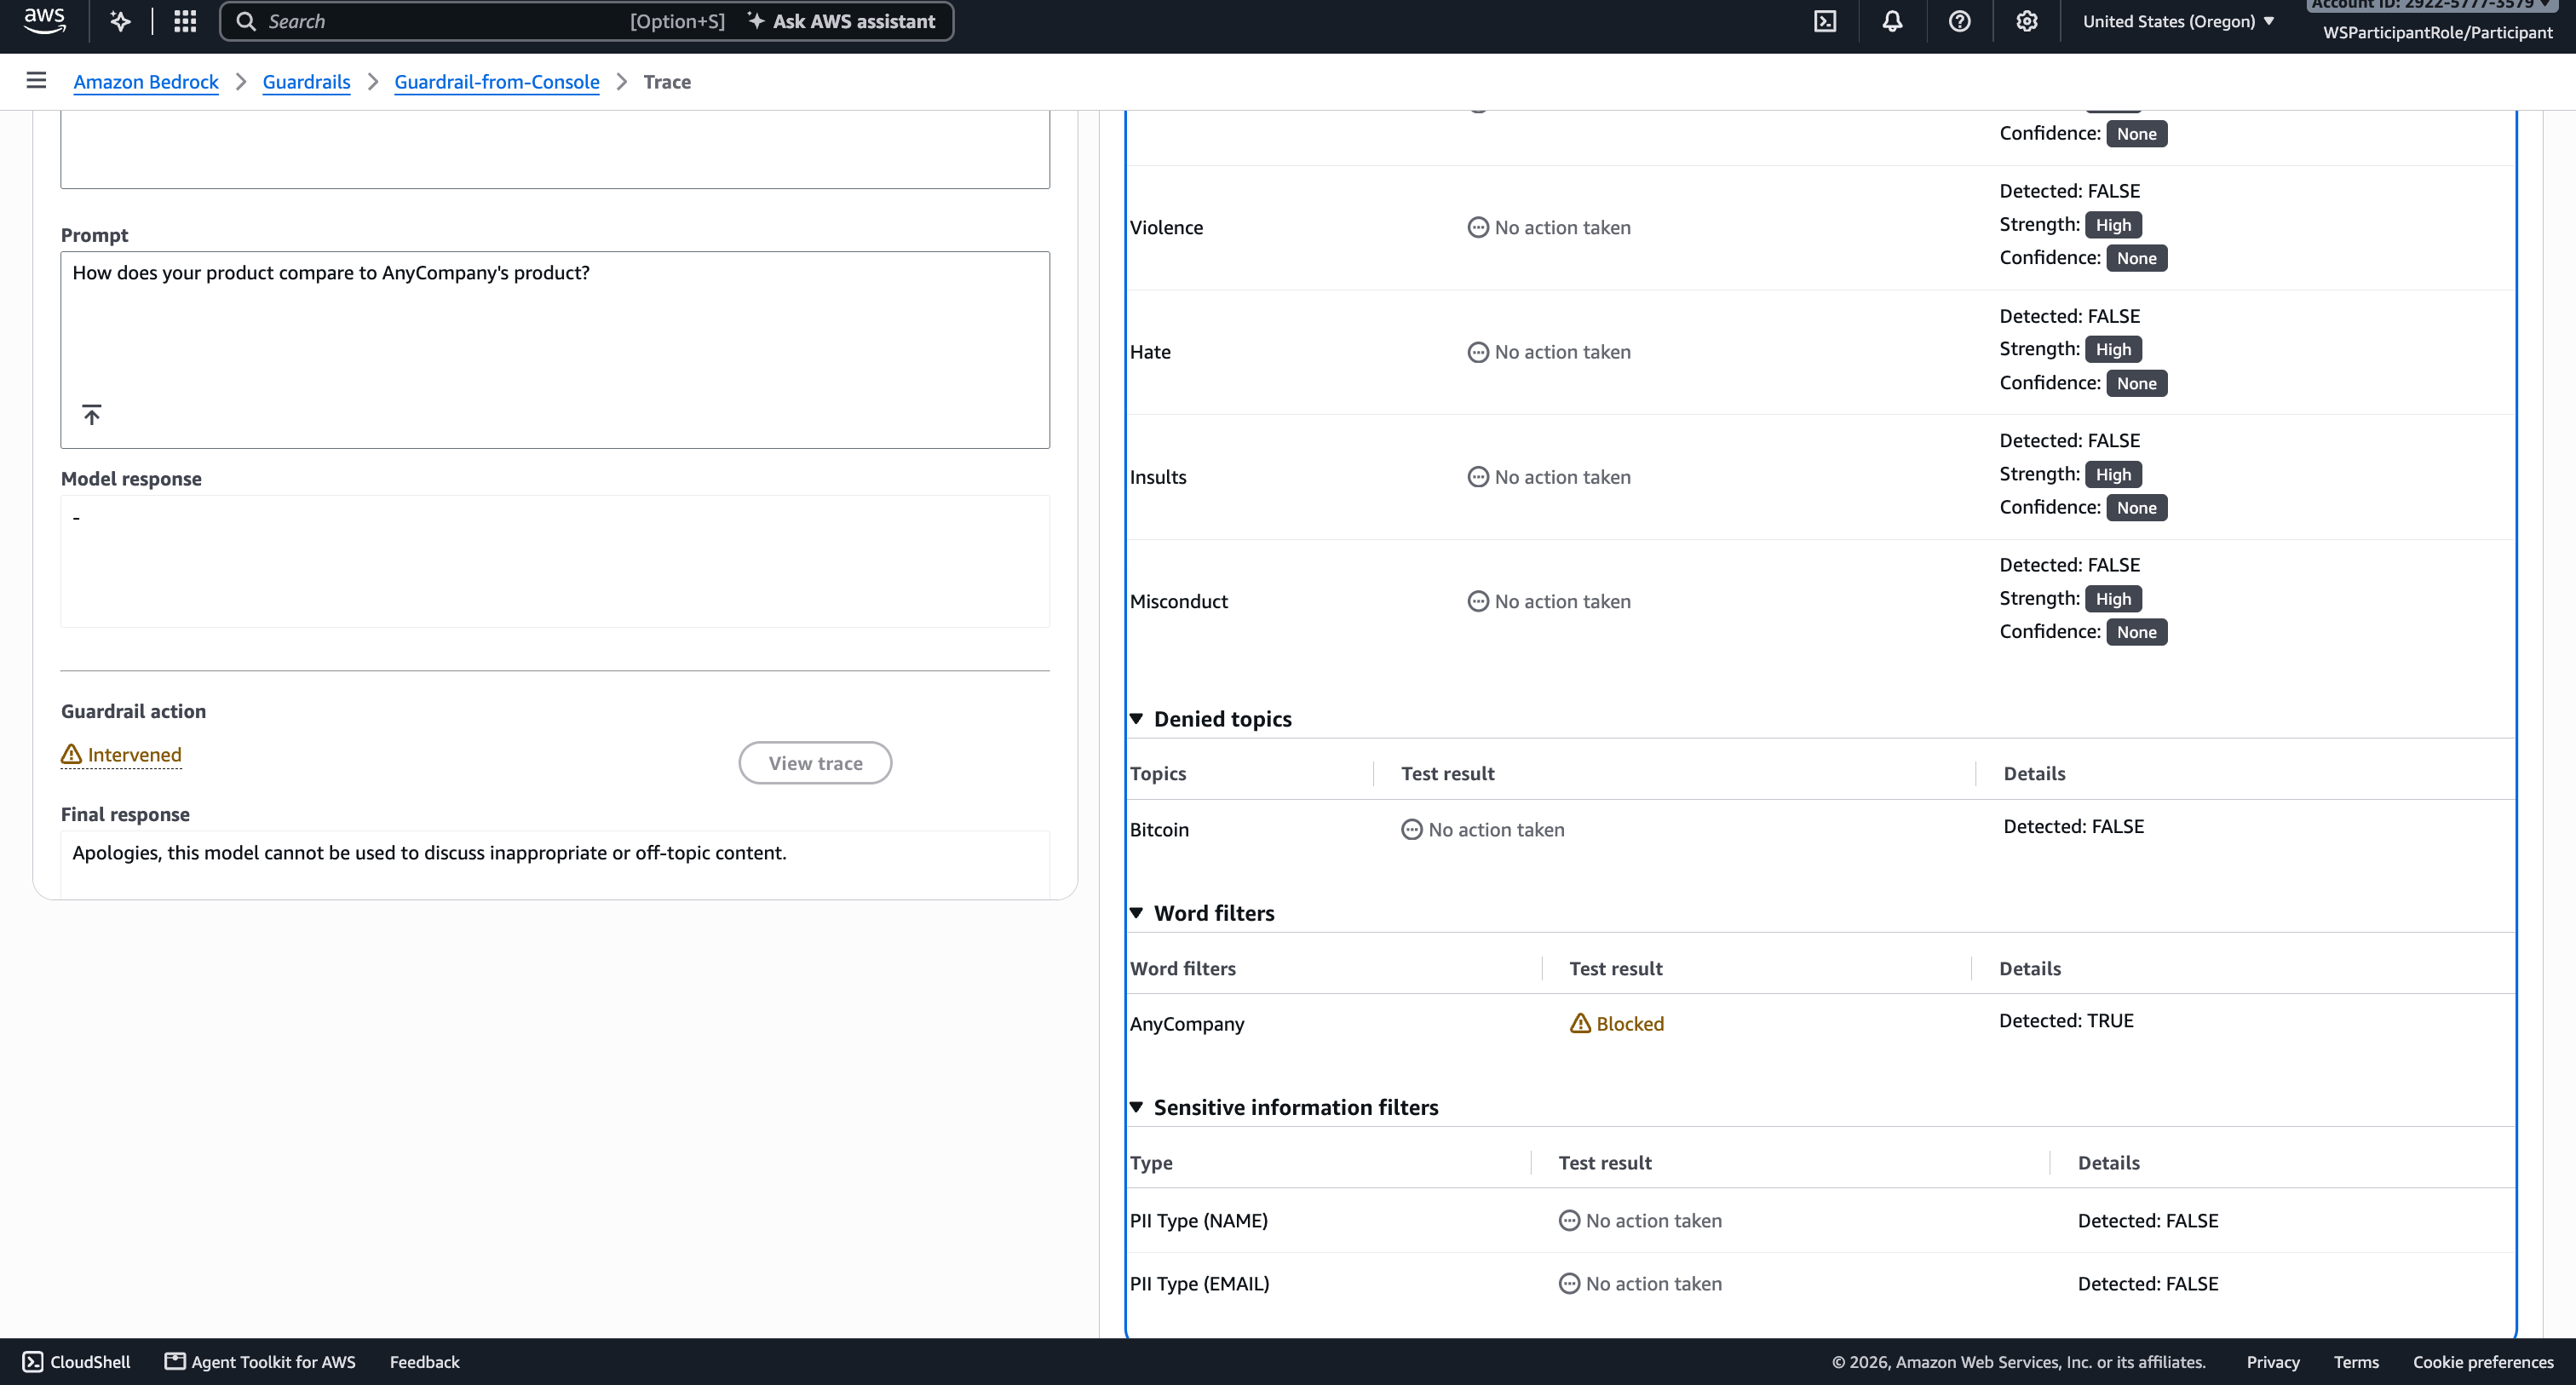 aws
Search [Option+S] Ask AWS assistant
United States (Oregon)
Account ID: 2922-5777-3579
WSParticipantRole/Participant
Amazon Bedrock > Guardrails > Guardrail-from-Console > Trace
Prompt
How does your product compare to AnyCompany's product?
Model response
-
Guardrail action
Intervened
View trace
Final response
Apologies, this model cannot be used to discuss inappropriate or off-topic content.
Confidence: None
Violence No action taken
Detected: FALSE
Strength: High
Confidence: None
Hate No action taken
Detected: FALSE
Strength: High
Confidence: None
Insults No action taken
Detected: FALSE
Strength: High
Confidence: None
Misconduct No action taken
Detected: FALSE
Strength: High
Confidence: None
Denied topics
Topics Test result Details
Bitcoin No action taken Detected: FALSE
Word filters
Word filters Test result Details
AnyCompany Blocked Detected: TRUE
Sensitive information filters
Type Test result Details
PII Type (NAME) No action taken Detected: FALSE
PII Type (EMAIL) No action taken Detected: FALSE
CloudShell Agent Toolkit for AWS Feedback © 2026, Amazon Web Services, Inc. or its affiliates. Privacy Terms Cookie preferences